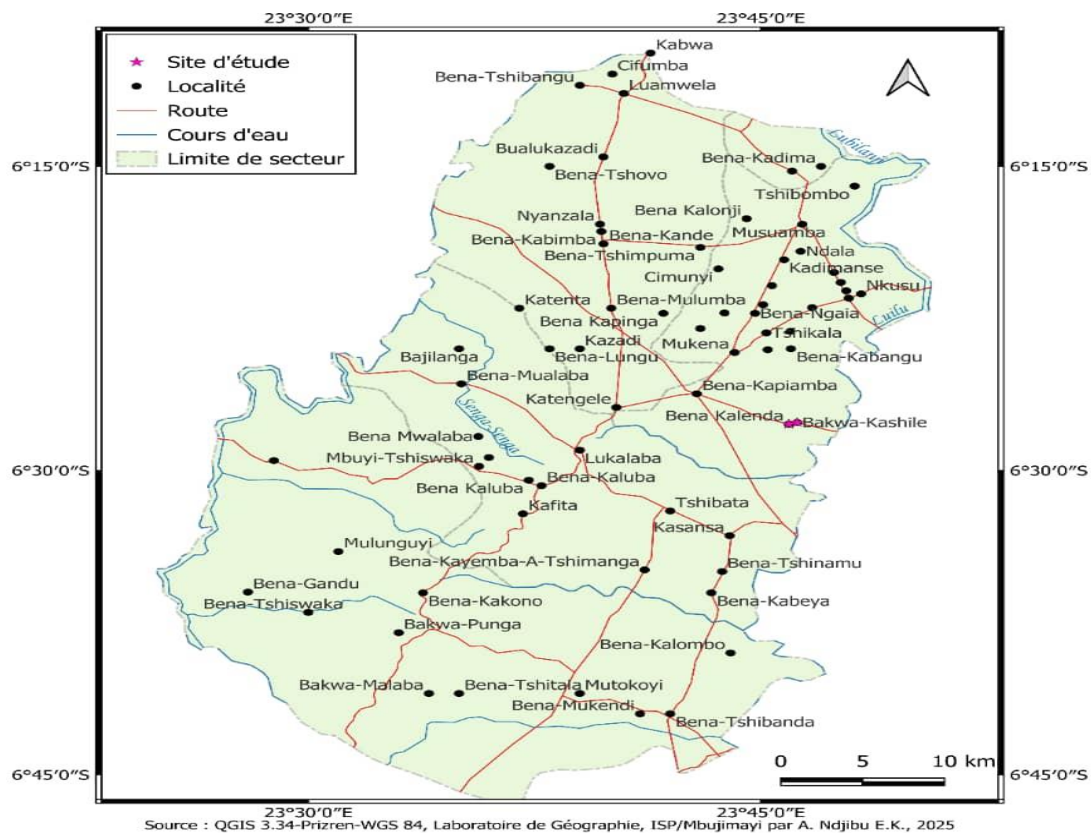 23°30′0″E 23°45′0″E
Site d'étude
Localité
Route
Cours d'eau
Limite de secteur
Kabwa
Cifumba
Bena-Tshibangu
Luamwela
Lubilanji
6°15′0″S 6°15′0″S
Bualukazadi
Bena-Tshovo
Bena-Kadima
Tshibombo
Bena Kalonji
Nyanzala
Musuamba
Bena-Kande
Bena-Kabimba
Bena-Tshimpuma
Ndala
Kadimanse
Cimunyi
Nkusu
Katenta
Bena-Mulumba
Luilu
Bena Kapinga
Bena-Ngaia
Tshikala
Kazadi
Mukena
Bajilanga
Bena-Lungu
Bena-Kabangu
Bena-Mualaba
Bena-Kapiamba
Katengele
Senga-Senga
Bena Kalenda
Bakwa-Kashile
Bena Mwalaba
Lukalaba
Mbuyi-Tshiswaka
6°30′0″S 6°30′0″S
Bena-Kaluba
Bena Kaluba
Tshibata
Kafita
Kasansa
Mulunguyi
Bena-Kayemba-A-Tshimanga
Bena-Tshinamu
Bena-Gandu
Bena-Tshiswaka
Bena-Kakono
Bena-Kabeya
Bakwa-Punga
Bena-Kalombo
Bakwa-Malaba
Bena-Tshitala
Mutokoyi
Bena-Mukendi
Bena-Tshibanda
0 5 10 km
6°45′0″S 6°45′0″S
23°30′0″E 23°45′0″E
Source : QGIS 3.34-Prizren-WGS 84, Laboratoire de Géographie, ISP/Mbujimayi par A. Ndjibu E.K., 2025